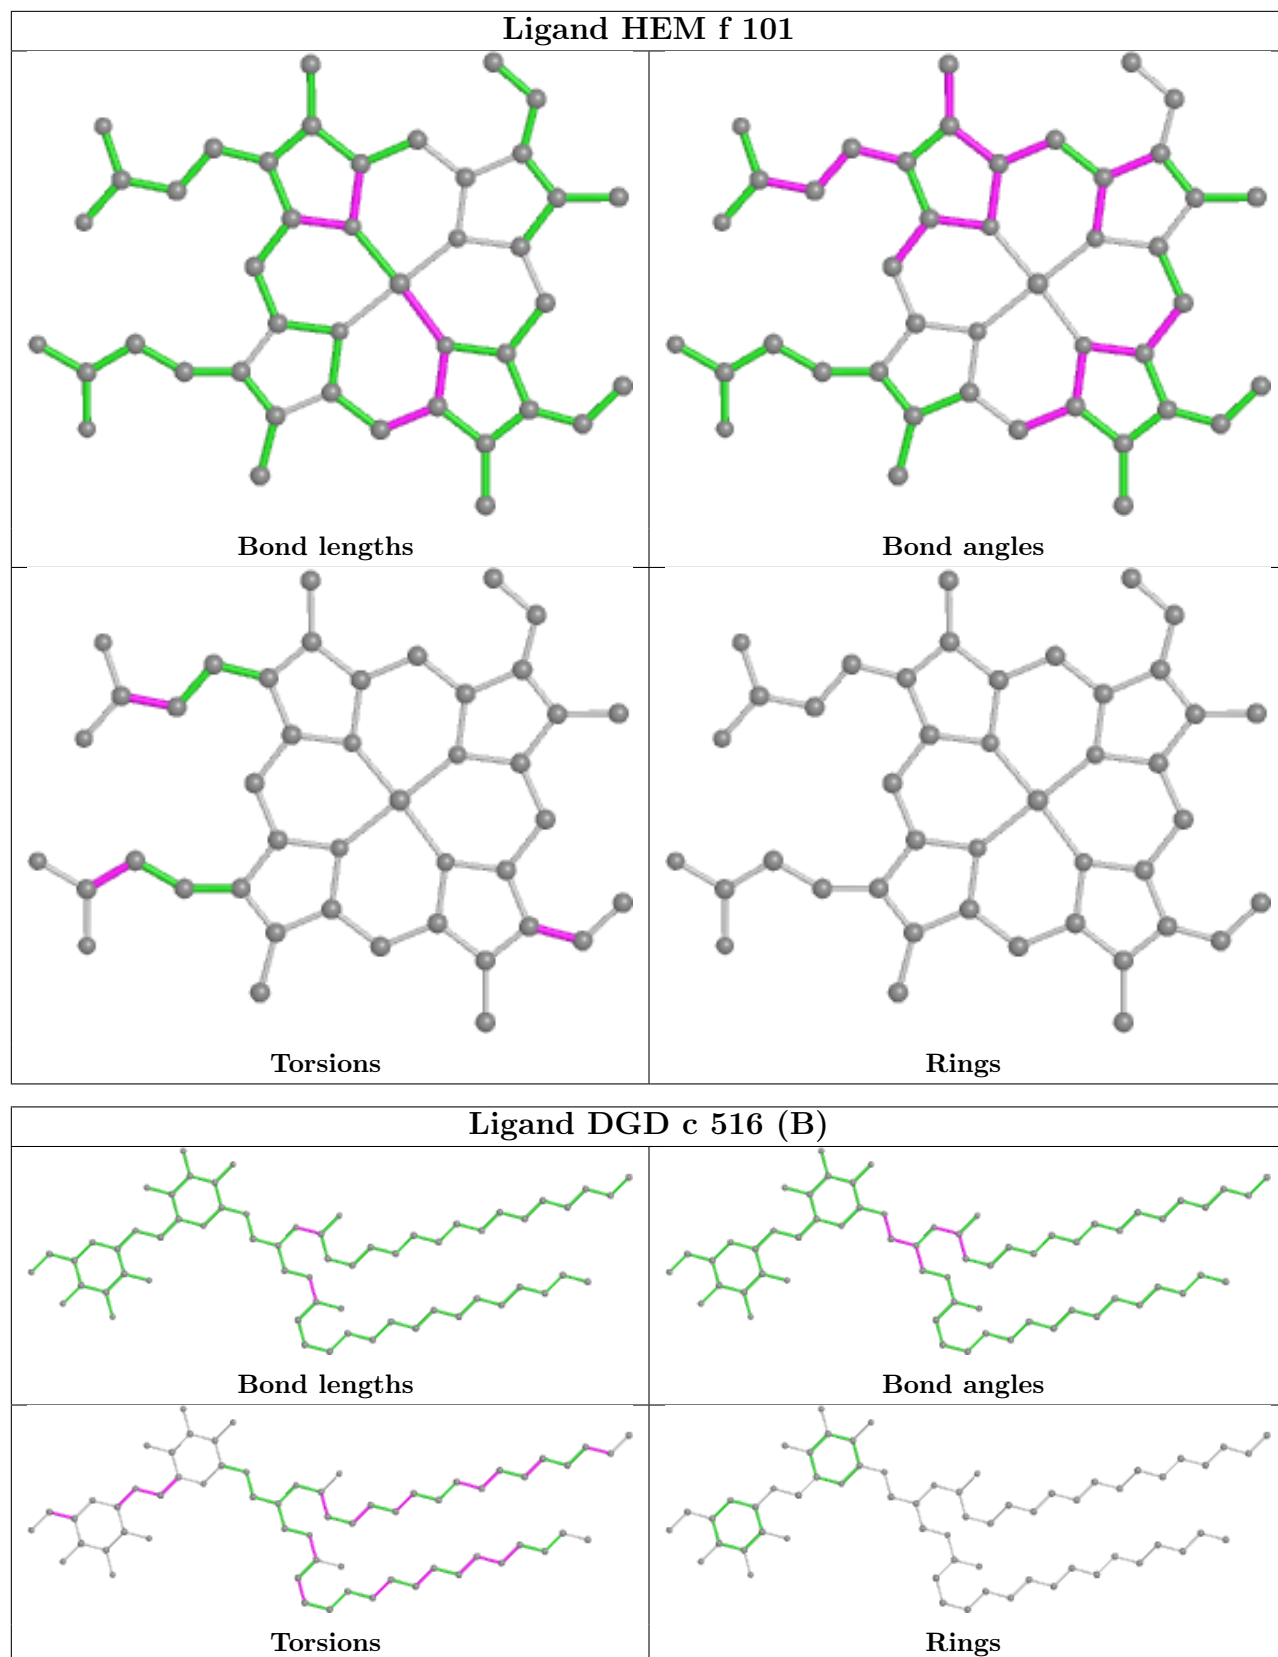 Ligand HEM f 101
Bond lengths
Bond angles
Torsions
Rings
Ligand DGD c 516 (B)
Bond lengths
Bond angles
Torsions
Rings